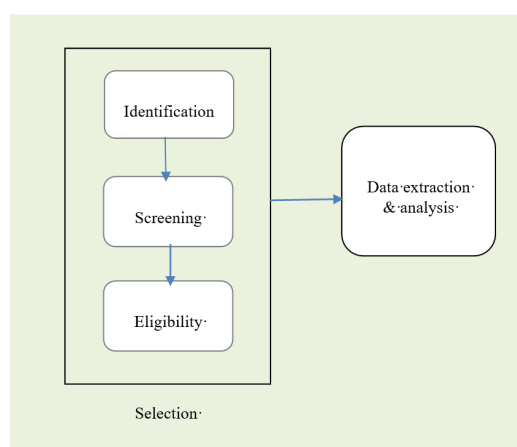 Identification
Screening·
Eligibility·
Selection·
Data·extraction·
&·analysis·